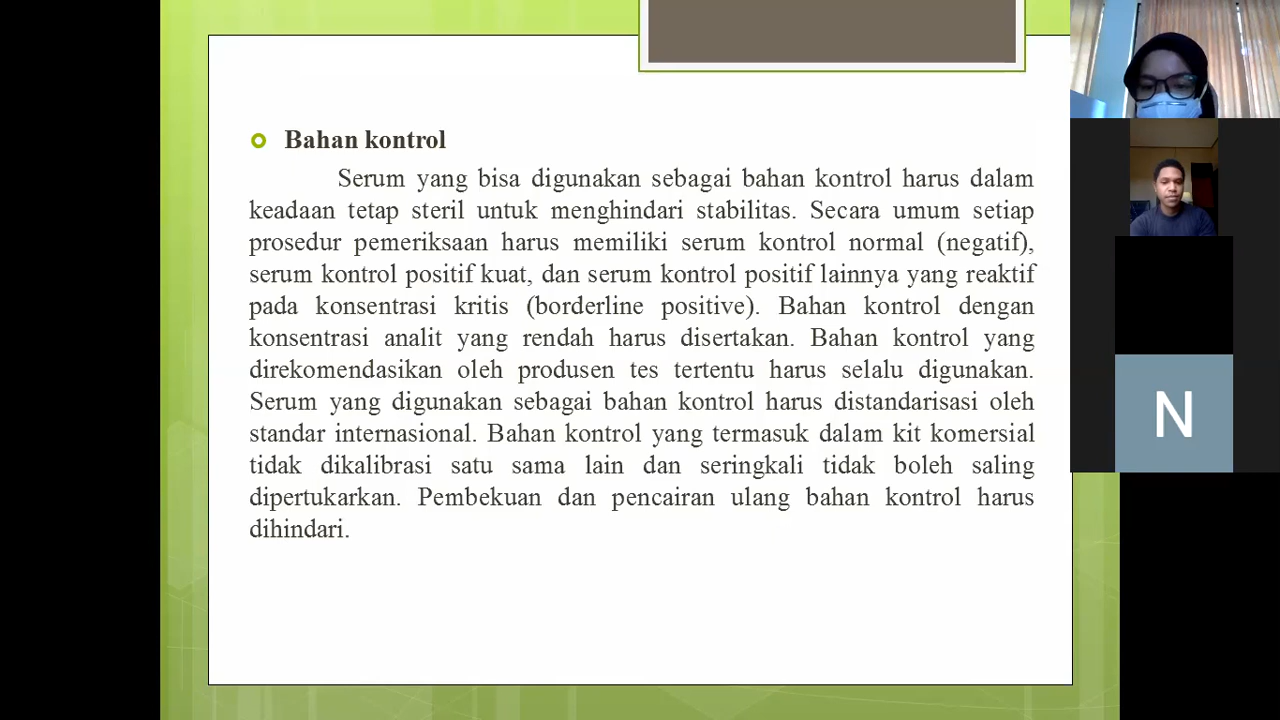 Bahan kontrol
Serum yang bisa digunakan sebagai bahan kontrol harus dalam
keadaan tetap steril untuk menghindari stabilitas. Secara umum setiap
prosedur pemeriksaan harus memiliki serum kontrol normal (negatif),
serum kontrol positif kuat, dan serum kontrol positif lainnya yang reaktif
pada konsentrasi kritis (borderline positive). Bahan kontrol dengan
konsentrasi analit yang rendah harus disertakan. Bahan kontrol yang
direkomendasikan oleh produsen tes tertentu harus selalu digunakan.
Serum yang digunakan sebagai bahan kontrol harus distandarisasi oleh
standar internasional. Bahan kontrol yang termasuk dalam kit komersial
tidak dikalibrasi satu sama lain dan seringkali tidak boleh saling
dipertukarkan. Pembekuan dan pencairan ulang bahan kontrol harus
dihindari.
N